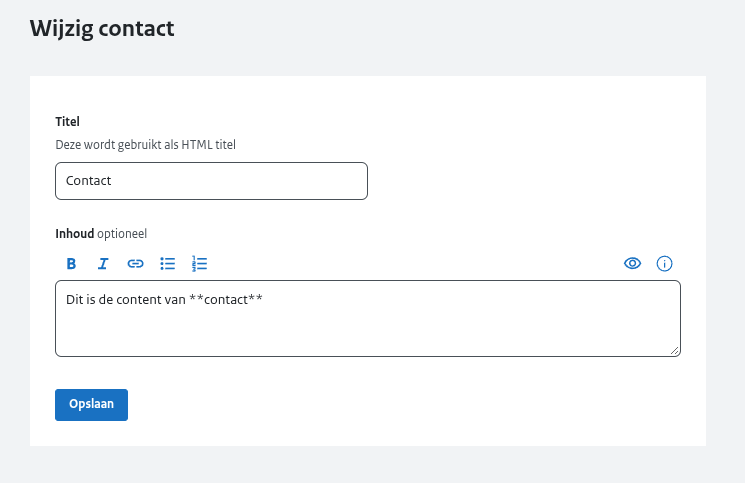 Wijzig contact
Titel
Deze wordt gebruikt als HTML titel
Contact
Inhoud optioneel
B I
Dit is de content van **contact**
Opslaan